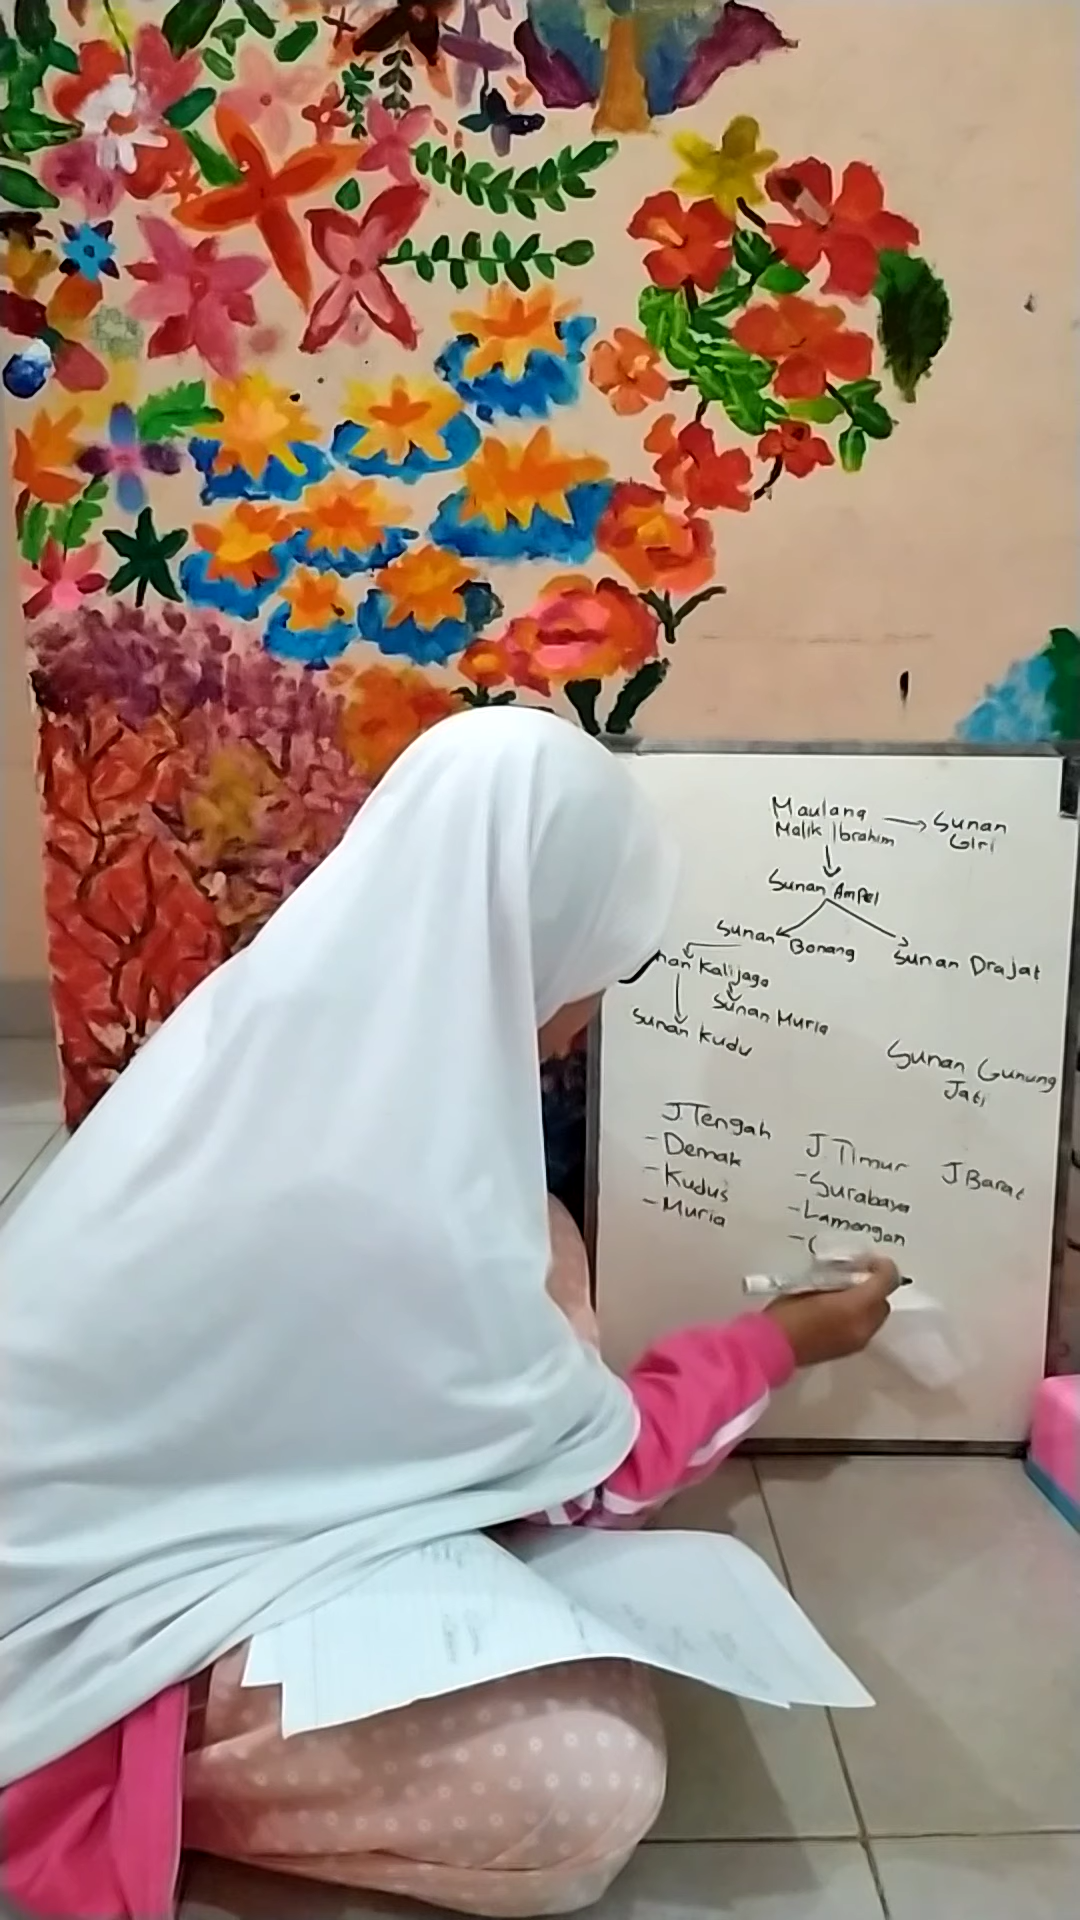 Maulana
Malik Ibrahim
Sunan
Giri
Sunan Ampel
Sunan Bonang
Sunan Drajat
nan Kalijaga
Sunan Muria
Sunan Kudu
Sunan Gunung
Jati
J. Tengah
- Demak
- Kudus
- Muria
J. Timur
- Surabaya
- Lamongan
- (
J Barat